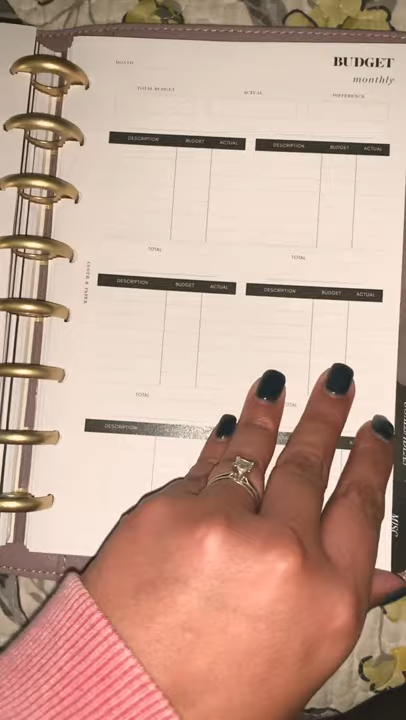 BUDGET
monthly
MONTH
TOTAL BUDGET ACTUAL DIFFERENCE
DESCRIPTION BUDGET ACTUAL DESCRIPTION BUDGET ACTUAL
TOTAL TOTAL
DESCRIPTION BUDGET ACTUAL DESCRIPTION BUDGET ACTUAL
TOTAL TOTAL
DESCRIPTION
MISC